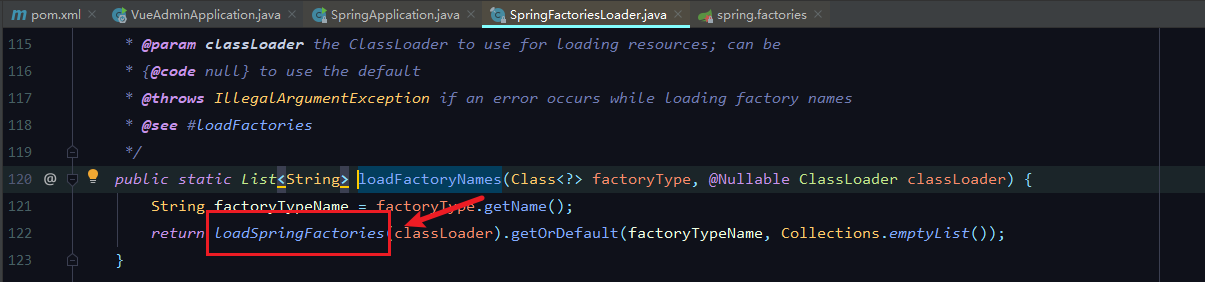 pom.xml × VueAdminApplication.java × SpringApplication.java × SpringFactoriesLoader.java × spring.factories ×
115 * @param classLoader the ClassLoader to use for loading resources; can be
116 * {@code null} to use the default
117 * @throws IllegalArgumentException if an error occurs while loading factory names
118 * @see #loadFactories
119 */
120 @ public static List<String> loadFactoryNames(Class<?> factoryType, @Nullable ClassLoader classLoader) {
121 String factoryTypeName = factoryType.getName();
122 return loadSpringFactories(classLoader).getOrDefault(factoryTypeName, Collections.emptyList());
123 }